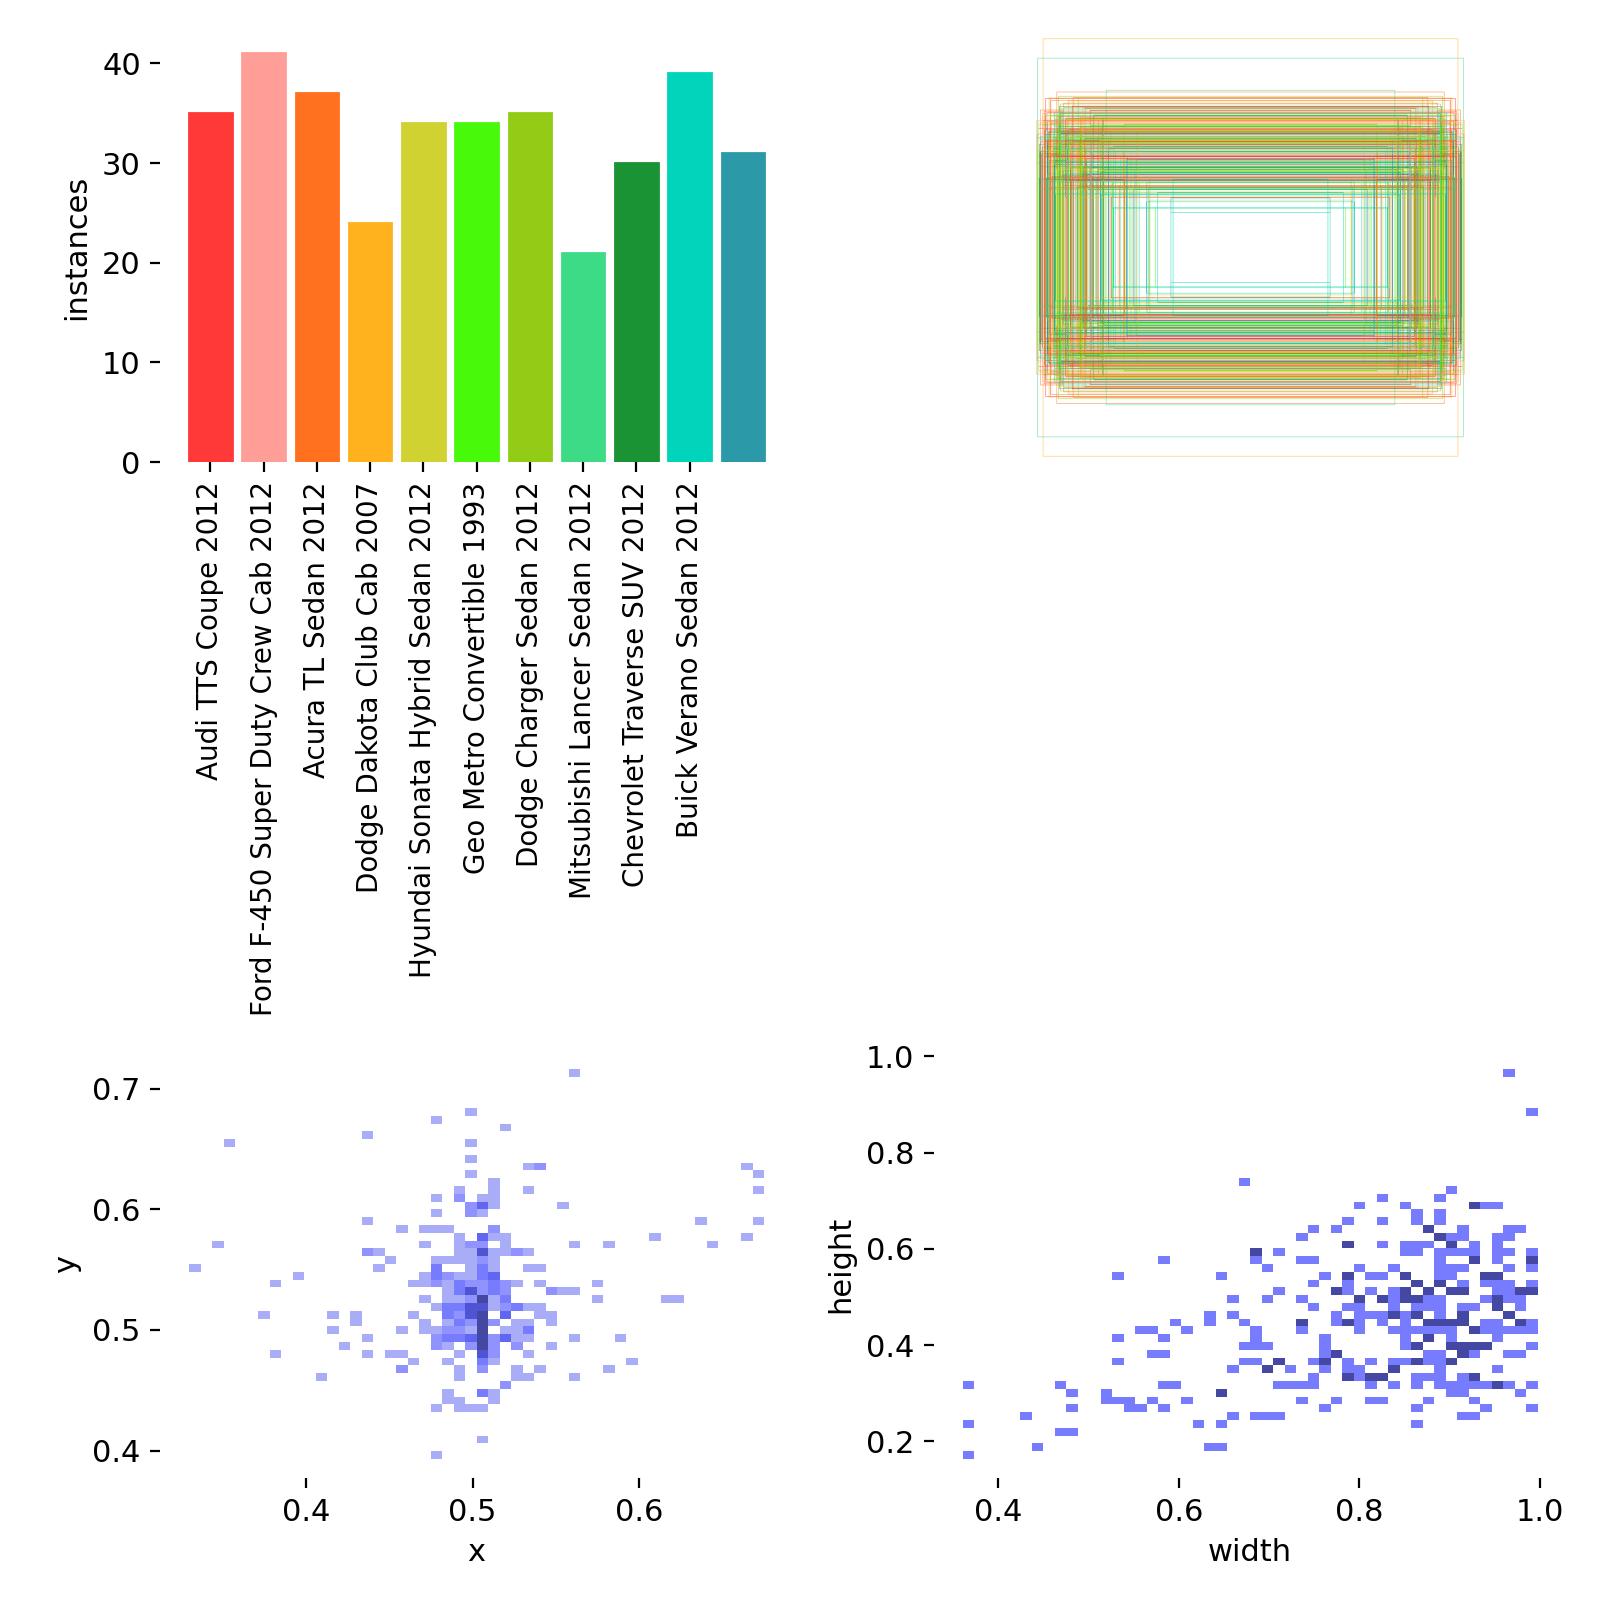 40
30
20
10
0
instances
Audi TTS Coupe 2012
Ford F-450 Super Duty Crew Cab 2012
Acura TL Sedan 2012
Dodge Dakota Club Cab 2007
Hyundai Sonata Hybrid Sedan 2012
Geo Metro Convertible 1993
Dodge Charger Sedan 2012
Mitsubishi Lancer Sedan 2012
Chevrolet Traverse SUV 2012
Buick Verano Sedan 2012
0.7
0.6
0.5
0.4
y
0.4 0.5 0.6
x
1.0
0.8
0.6
0.4
0.2
height
0.4 0.6 0.8 1.0
width